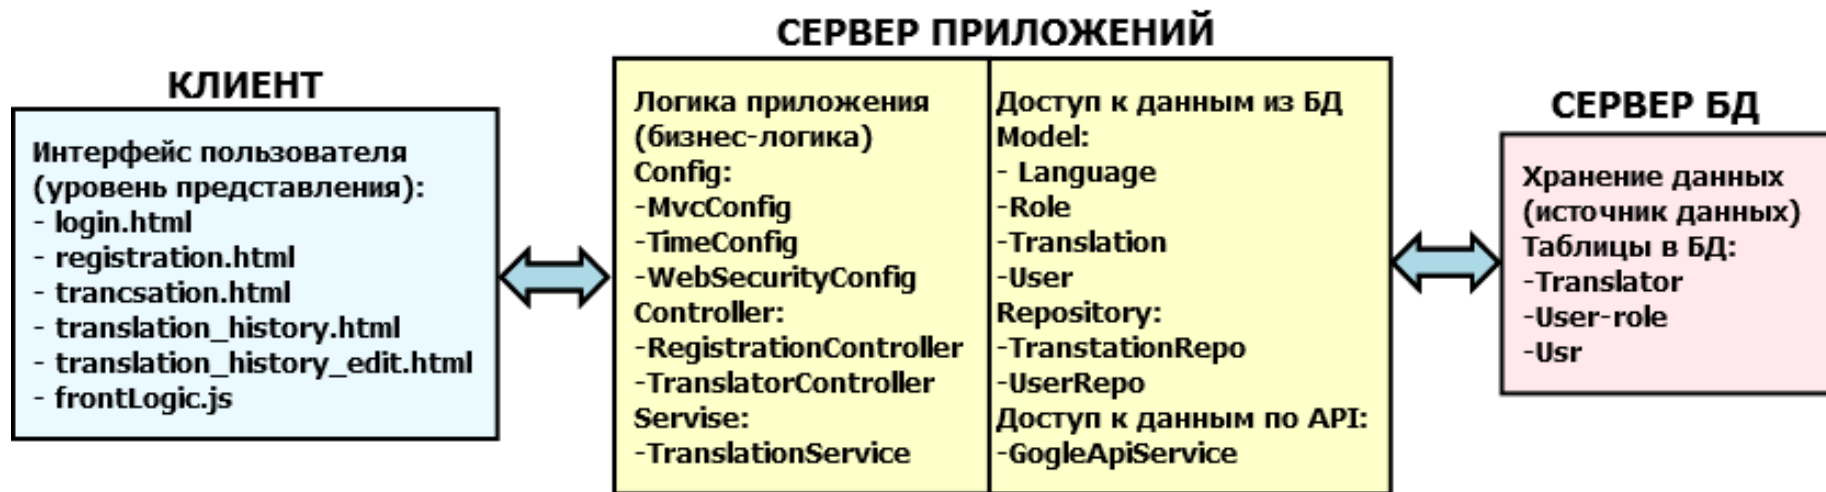 КЛИЕНТ
Интерфейс пользователя
(уровень представления):
- login.html
- registration.html
- trancsation.html
- translation_history.html
- translation_history_edit.html
- frontLogic.js
СЕРВЕР ПРИЛОЖЕНИЙ
Логика приложения
(бизнес-логика)
Config:
-MvcConfig
-TimeConfig
-WebSecurityConfig
Controller:
-RegistrationController
-TranslatorController
Servise:
-TranslationService
Доступ к данным из БД
Model:
- Language
-Role
-Translation
-User
Repository:
-TranstationRepo
-UserRepo
Доступ к данным по API:
-GogleApiService
СЕРВЕР БД
Хранение данных
(источник данных)
Таблицы в БД:
-Translator
-User-role
-Usr